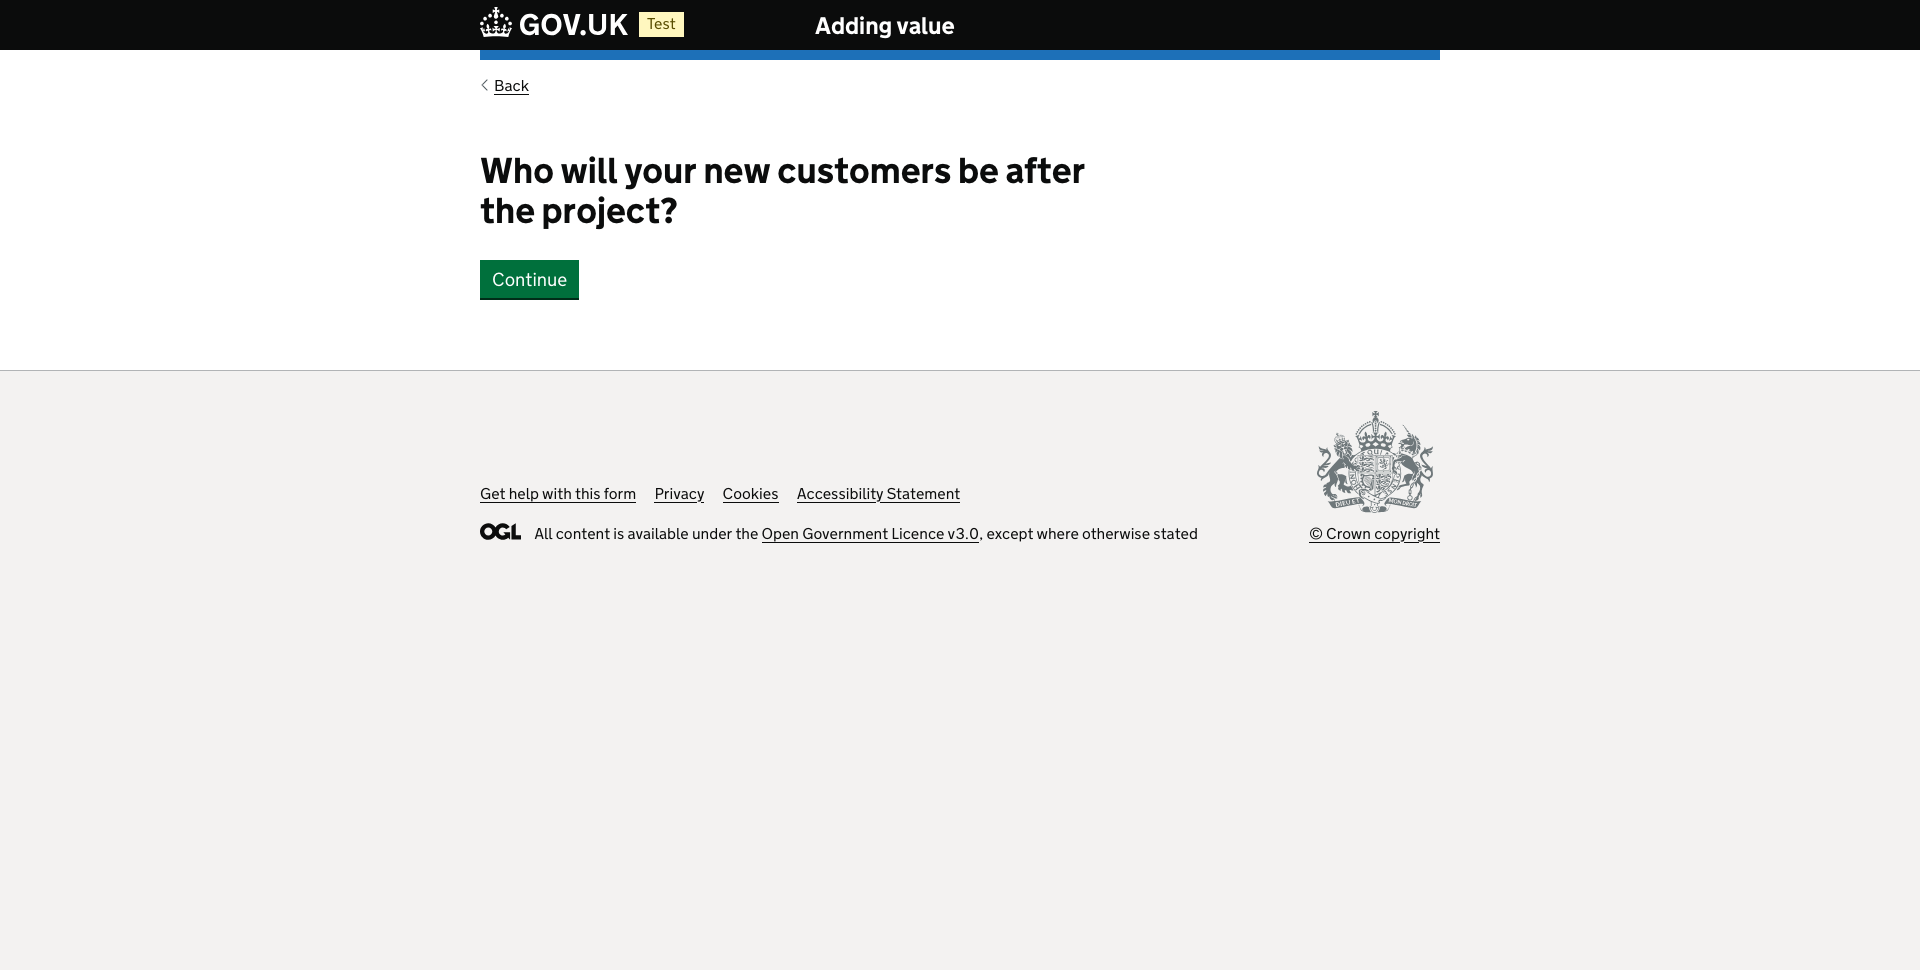 GOV.UK Test Adding value
Back
Who will your new customers be after
the project?
Continue
Get help with this form Privacy Cookies Accessibility Statement
OGL All content is available under the Open Government Licence v3.0, except where otherwise stated
© Crown copyright